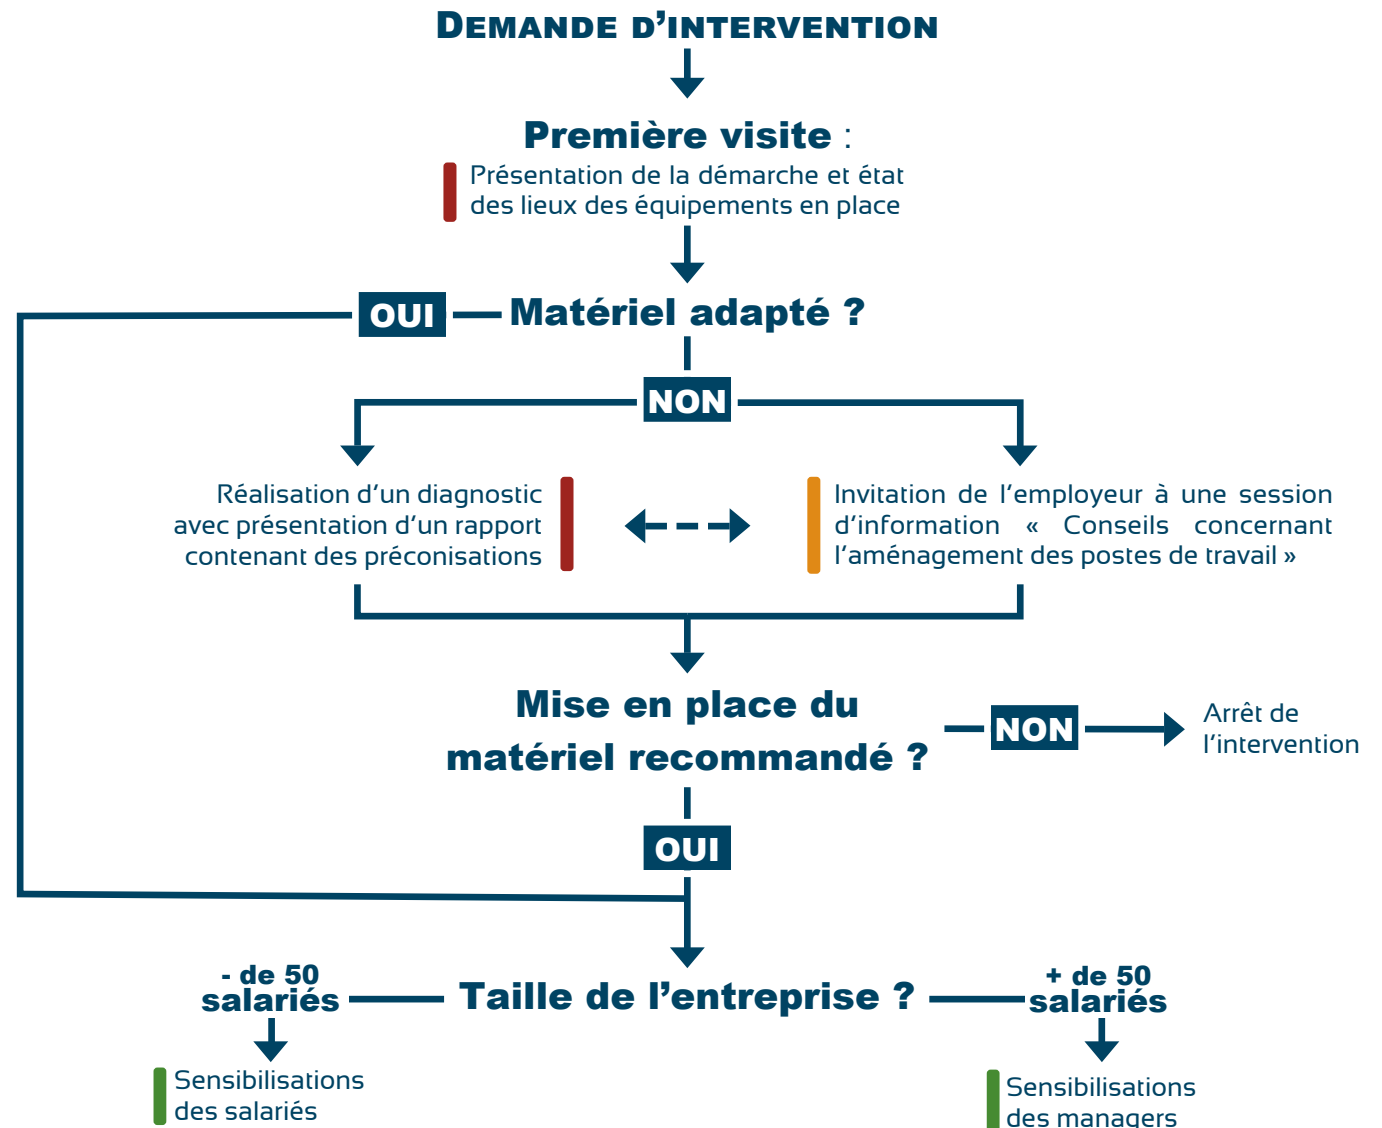 DEMANDE D'INTERVENTION
Première visite :
Présentation de la démarche et état
des lieux des équipements en place
OUI
Matériel adapté ?
NON
Réalisation d'un diagnostic
avec présentation d'un rapport
contenant des préconisations
Invitation de l'employeur à une session
d'information « Conseils concernant
l'aménagement des postes de travail »
Mise en place du
matériel recommandé ?
NON
Arrêt de
l'intervention
OUI
- de 50
salariés
Taille de l'entreprise ?
+ de 50
salariés
Sensibilisations
des salariés
Sensibilisations
des managers